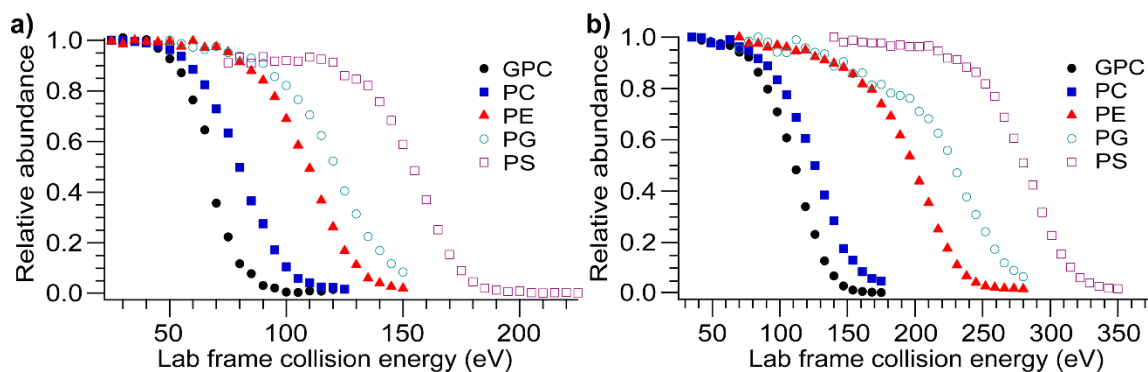 a)
Relative abundance
1.0
0.8
0.6
0.4
0.2
0.0
GPC
PC
PE
PG
PS
50 100 150 200
Lab frame collision energy (eV)
b)
Relative abundance
1.0
0.8
0.6
0.4
0.2
0.0
GPC
PC
PE
PG
PS
50 100 150 200 250 300 350
Lab frame collision energy (eV)